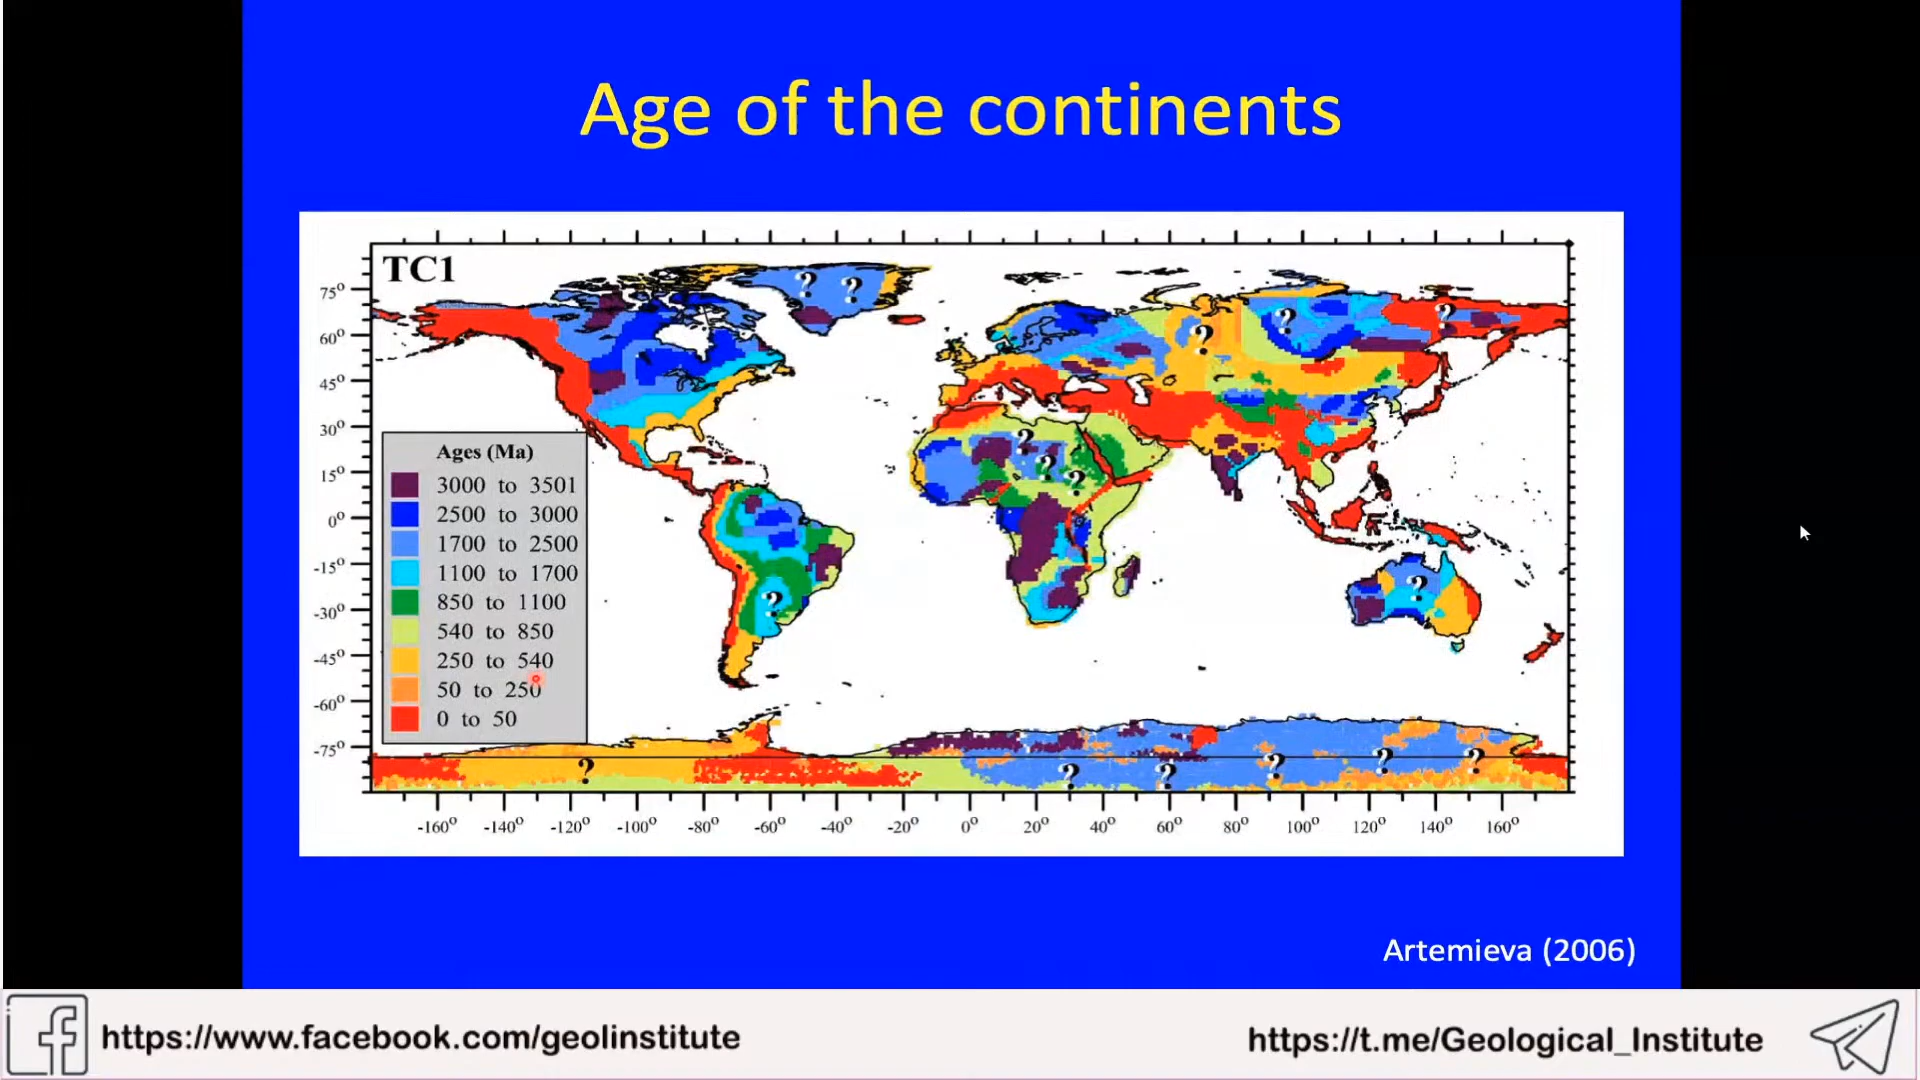 Age of the continents
TC1
75°
60°
45°
30°
15°
0°
-15°
-30°
-45°
-60°
-75°
Ages (Ma)
3000 to 3501
2500 to 3000
1700 to 2500
1100 to 1700
850 to 1100
540 to 850
250 to 540
50 to 250
0 to 50
? ?
?
?
?
?
?
?
?
?
?
?
? ? ? ? ?
-160° -140° -120° -100° -80° -60° -40° -20° 0° 20° 40° 60° 80° 100° 120° 140° 160°
Artemieva (2006)
https://www.facebook.com/geolinstitute
https://t.me/Geological_Institute